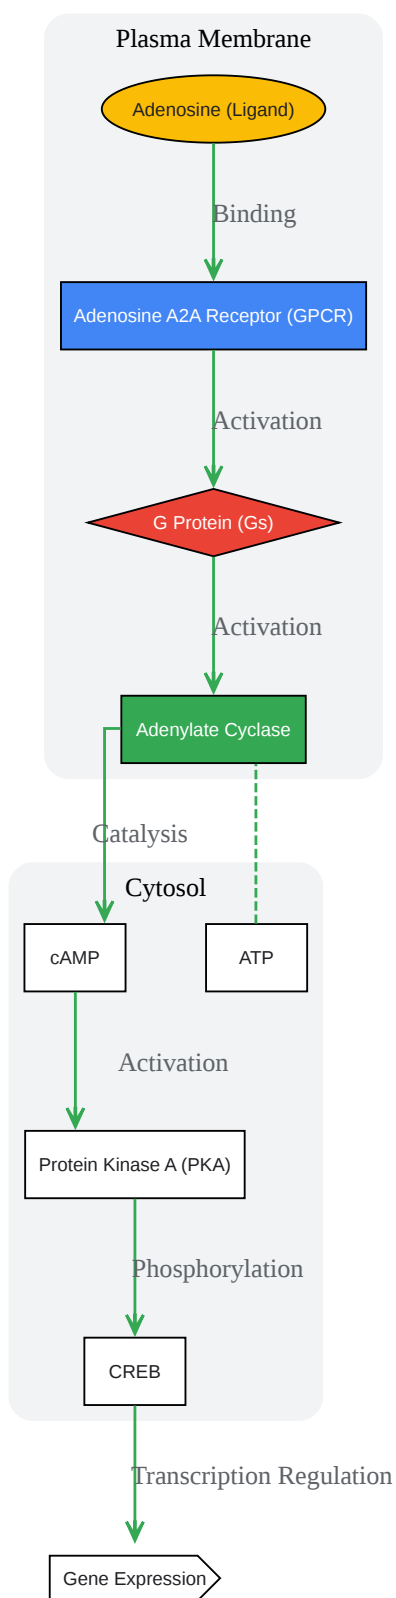 Plasma Membrane
Adenosine (Ligand)
Binding
Adenosine A2A Receptor (GPCR)
Activation
G Protein (Gs)
Activation
Adenylate Cyclase
Catalysis
Cytosol
cAMP
ATP
Activation
Protein Kinase A (PKA)
Phosphorylation
CREB
Transcription Regulation
Gene Expression